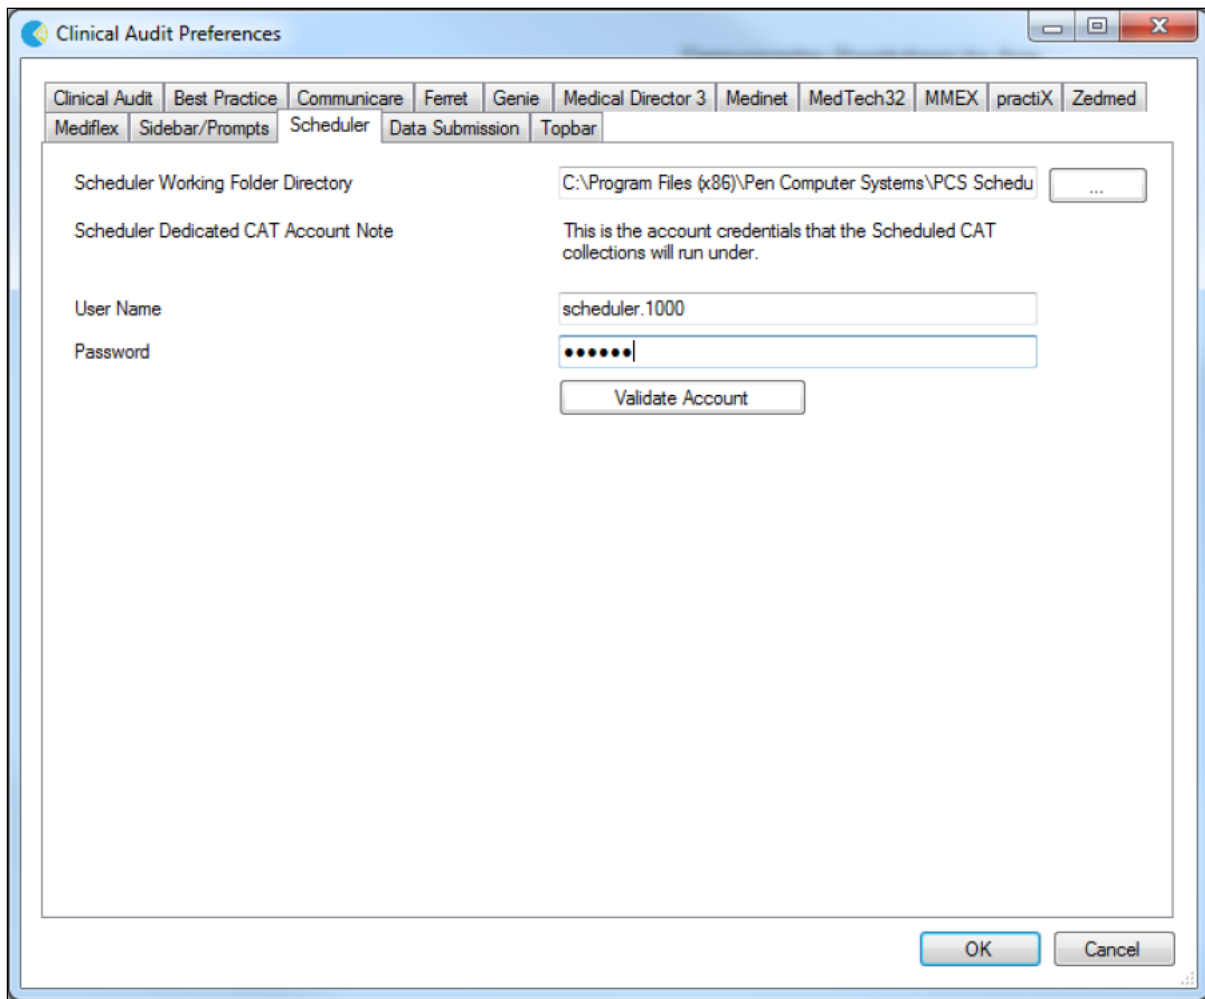 Clinical Audit Preferences
Clinical Audit Best Practice Communicare Ferret Genie Medical Director 3 Medinet MedTech32 MMEX practiX Zedmed
Mediflex Sidebar/Prompts Scheduler Data Submission Topbar
Scheduler Working Folder Directory C:\Program Files (x86)\Pen Computer Systems\PCS Schedu ...
Scheduler Dedicated CAT Account Note This is the account credentials that the Scheduled CAT
collections will run under.
User Name scheduler.1000
Password ●●●●●●
Validate Account
OK Cancel